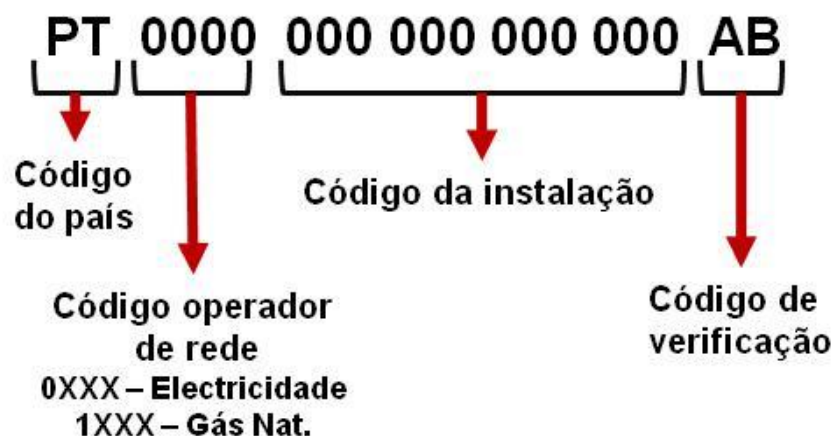 PT 0000 000 000 000 000 AB
Código
do país
Código da instalação
Código operador
de rede
0XXX – Electricidade
1XXX – Gás Nat.
Código de
verificação